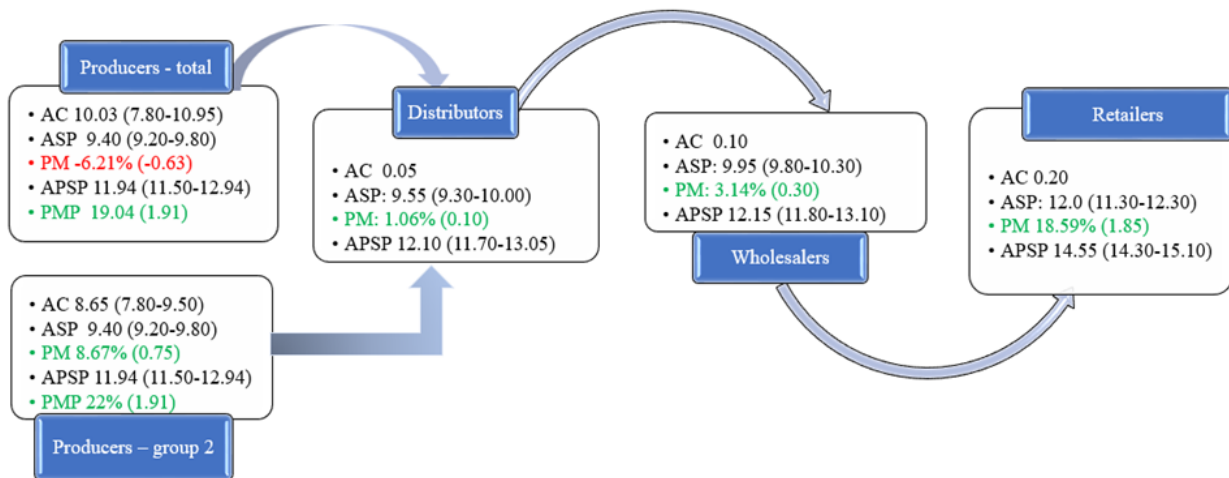 Producers - total
• AC 10.03 (7.80-10.95)
• ASP 9.40 (9.20-9.80)
• PM -6.21% (-0.63)
• APSP 11.94 (11.50-12.94)
• PMP 19.04 (1.91)
• AC 8.65 (7.80-9.50)
• ASP 9.40 (9.20-9.80)
• PM 8.67% (0.75)
• APSP 11.94 (11.50-12.94)
• PMP 22% (1.91)
Producers – group 2
Distributors
• AC 0.05
• ASP: 9.55 (9.30-10.00)
• PM: 1.06% (0.10)
• APSP 12.10 (11.70-13.05)
• AC 0.10
• ASP: 9.95 (9.80-10.30)
• PM: 3.14% (0.30)
• APSP 12.15 (11.80-13.10)
Wholesalers
Retailers
• AC 0.20
• ASP: 12.0 (11.30-12.30)
• PM 18.59% (1.85)
• APSP 14.55 (14.30-15.10)